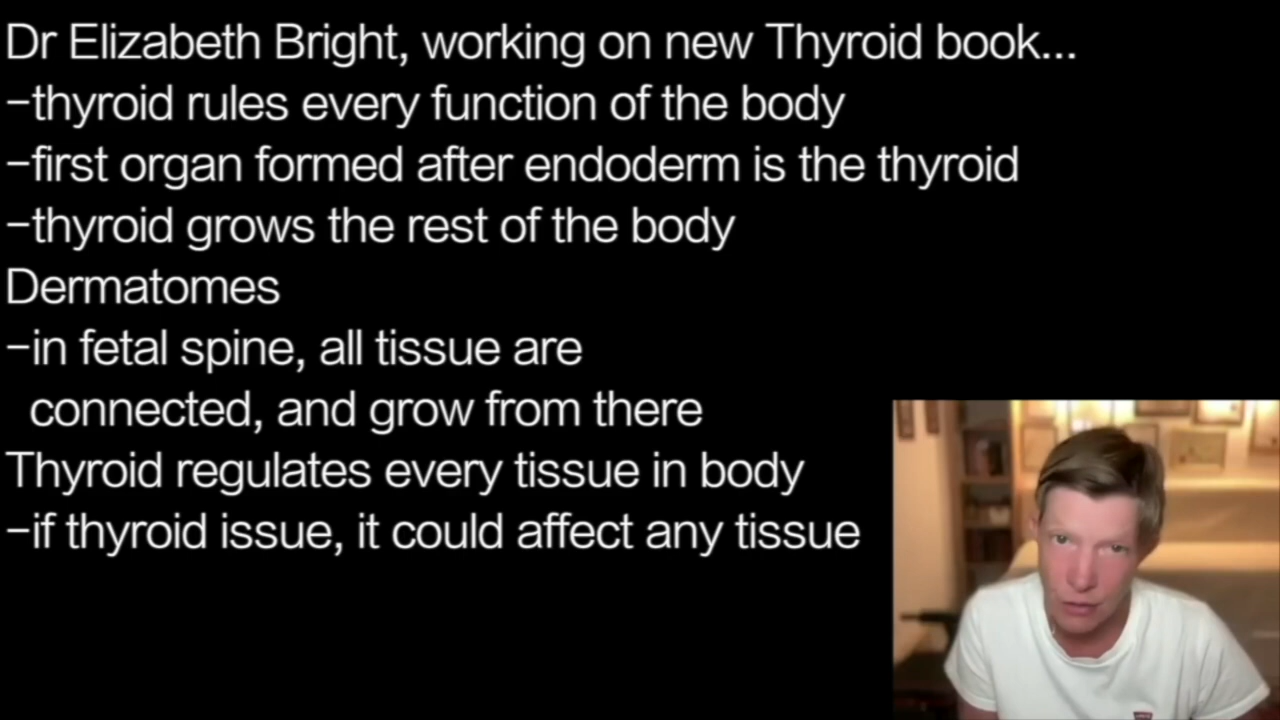 Dr Elizabeth Bright, working on new Thyroid book...
−thyroid rules every function of the body
−first organ formed after endoderm is the thyroid
−thyroid grows the rest of the body
Dermatomes
−in fetal spine, all tissue are
connected, and grow from there
Thyroid regulates every tissue in body
−if thyroid issue, it could affect any tissue